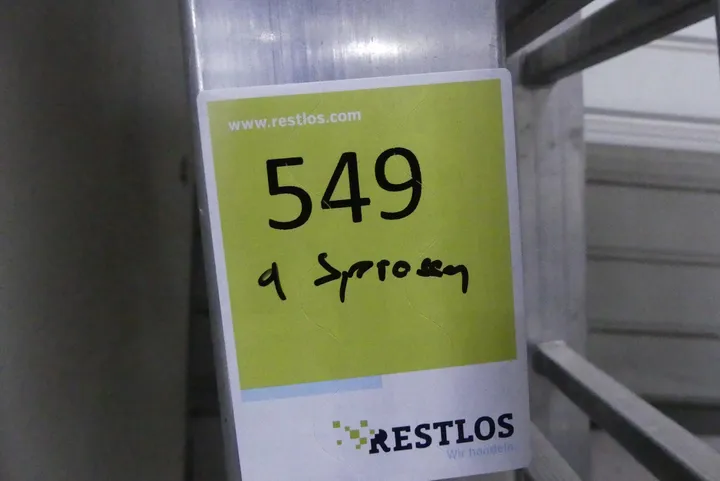 www.restlos.com
549
9 Sprossen
RESTLOS
Wir handeln.